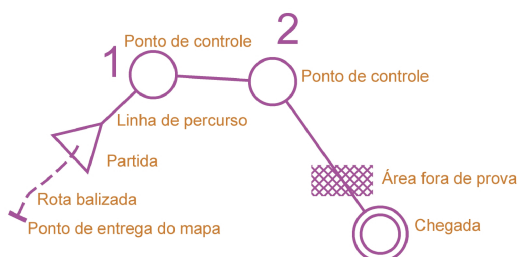 1
Ponto de controle
2
Ponto de controle
Linha de percurso
Partida
Rota balizada
Ponto de entrega do mapa
Área fora de prova
Chegada